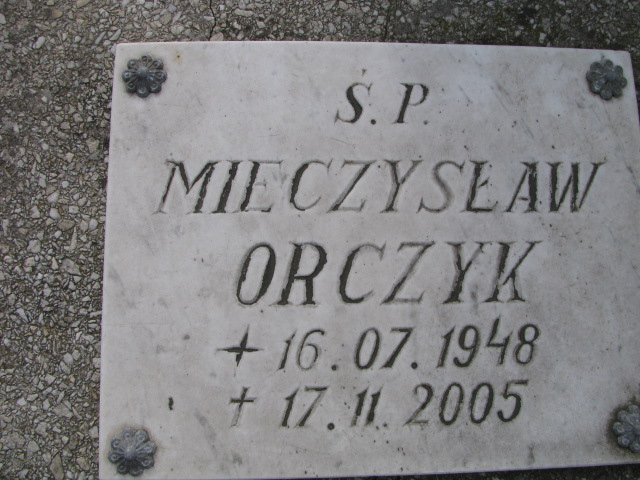 Ś. P.
MIECZYSŁAW
ORCZYK
+ 16.07.1948
† 17.11.2005